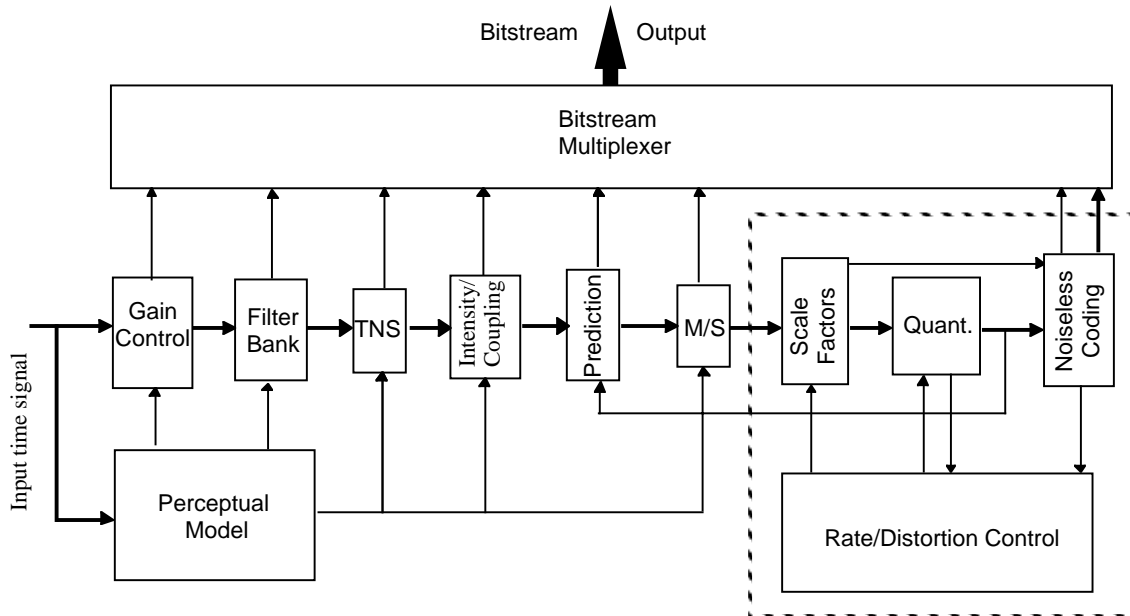 Bitstream Output
Bitstream
Multiplexer
Gain
Control
Filter
Bank
TNS
Intensity/
Coupling
Prediction
M/S
Scale
Factors
Quant.
Noiseless
Coding
Input time signal
Perceptual
Model
Rate/Distortion Control